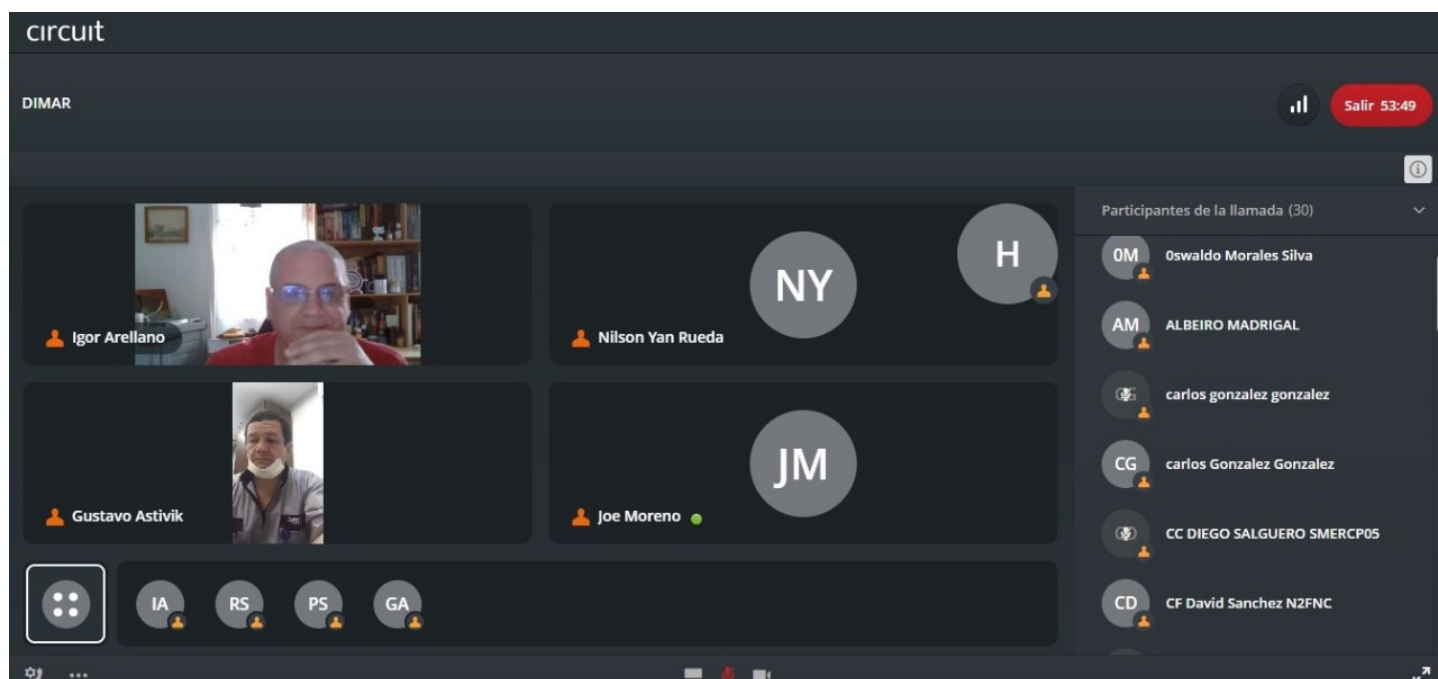 circuit
DIMAR
Salir 53:49
Participantes de la llamada (30)
Igor Arellano
NY
H
Nilson Yan Rueda
Gustavo Astivik
JM
Joe Moreno
IA
RS
PS
GA
OM 0swaldo Morales Silva
AM ALBEIRO MADRIGAL
carlos gonzalez gonzalez
CG carlos Gonzalez Gonzalez
CC DIEGO SALGUERO SMERCP05
CD CF David Sanchez N2FNC